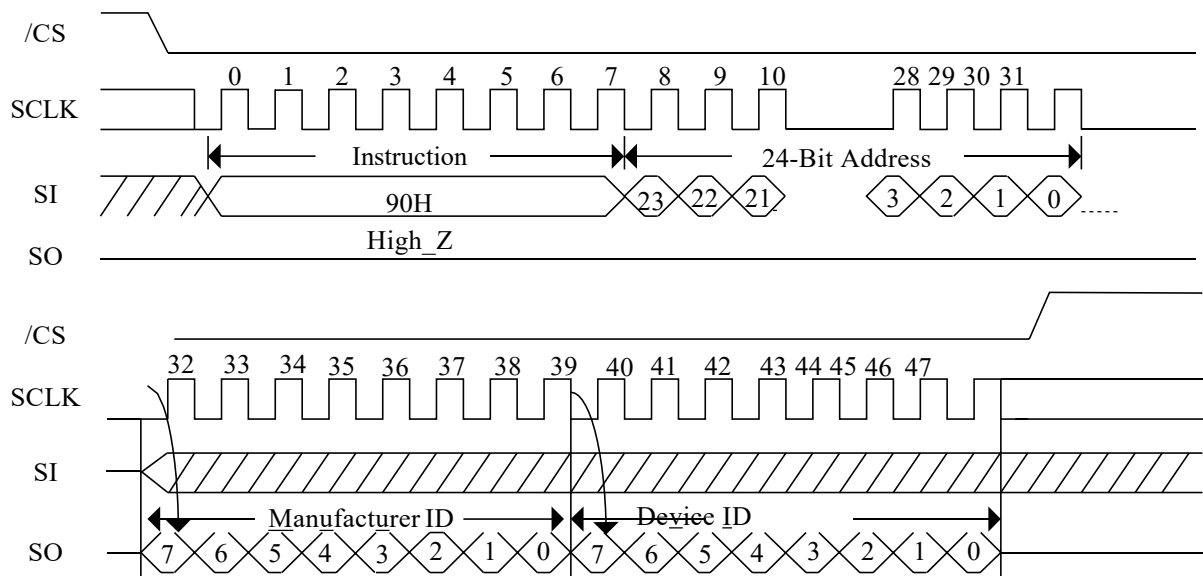 /CS
0 1 2 3 4 5 6 7 8 9 10 28 29 30 31
SCLK
Instruction 24-Bit Address
SI 90H 23 22 21 3 2 1 0
High_Z
SO
/CS
32 33 34 35 36 37 38 39 40 41 42 43 44 45 46 47
SCLK
SI
Manufacturer ID Device ID
SO 7 6 5 4 3 2 1 0 7 6 5 4 3 2 1 0